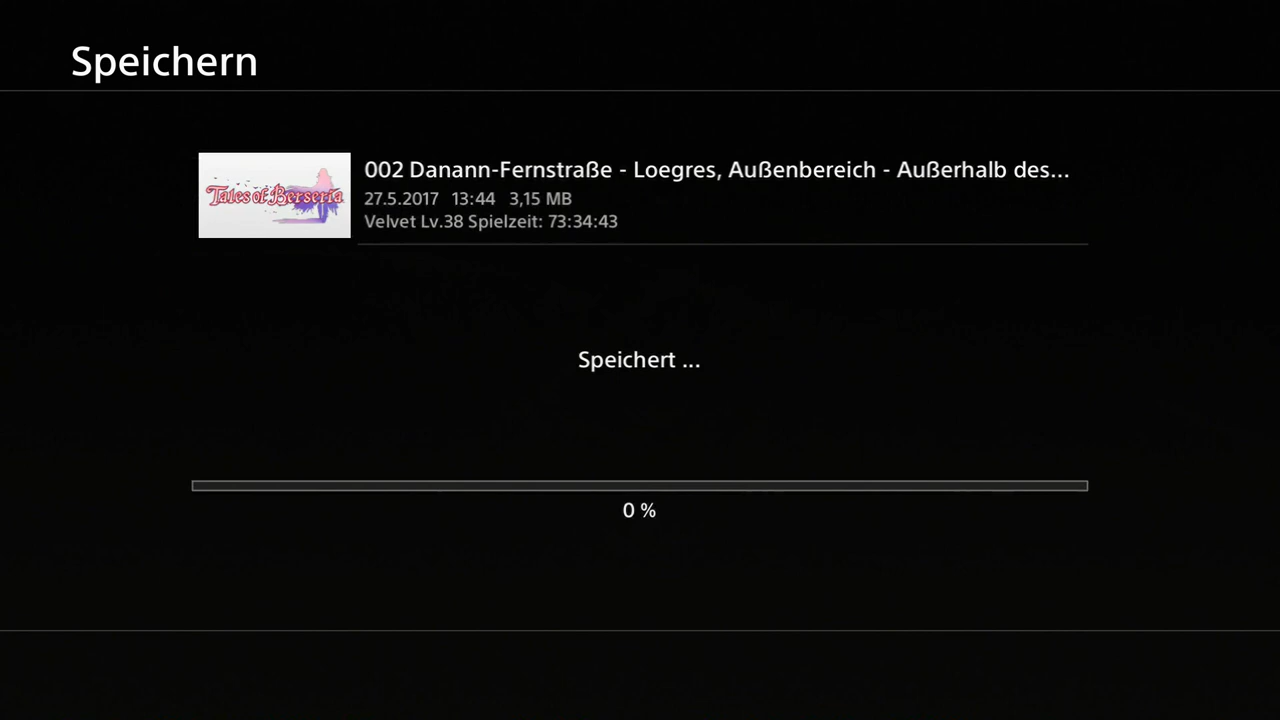 Speichern
Tales of Berseria
002 Danann-Fernstraße - Loegres, Außenbereich - Außerhalb des...
27.5.2017 13:44 3,15 MB
Velvet Lv.38 Spielzeit: 73:34:43
Speichert ...
0 %